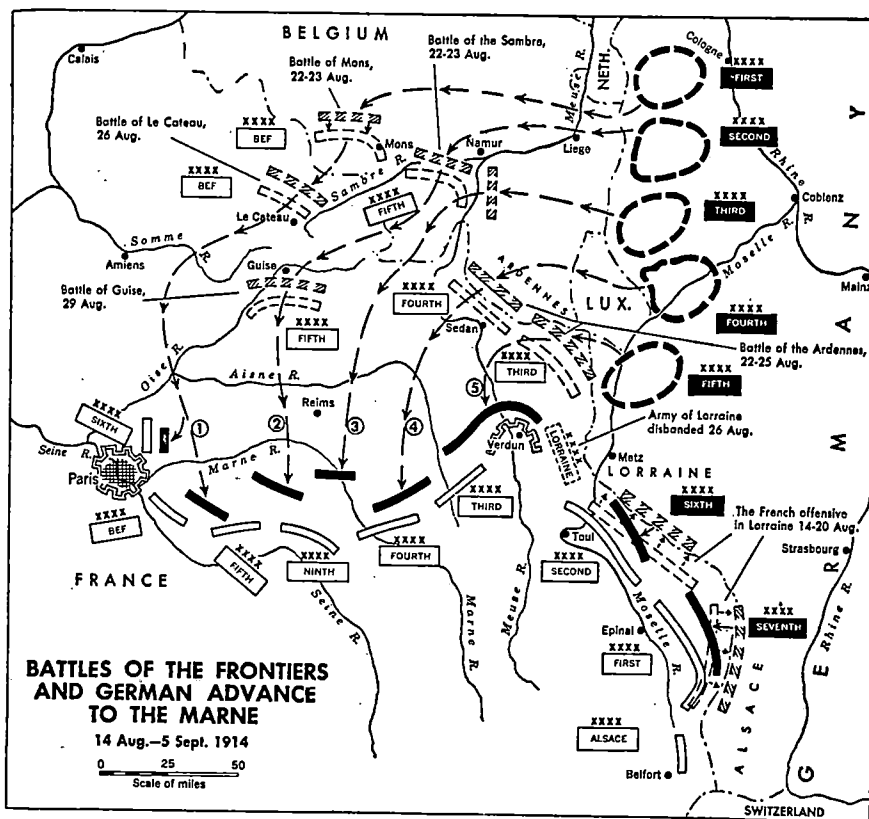 BELGIUM
Calais
Battle of Mons,
22-23 Aug.
Battle of the Sambre,
22-23 Aug.
Meuse R.
NETH.
Cologne
XXXX
FIRST
Battle of Le Cateau,
26 Aug.
XXXX
BEF
Mons
Namur
Liege
XXXX
SECOND
Rhine R.
XXXX
BEF
Sambre R.
XXXX
FIFTH
Le Cateau
XXXX
THIRD
Coblenz
Moselle R.
Somme R.
Amiens
Guise
Battle of Guise,
29 Aug.
XXXX
FIFTH
ARDENNES
LUX.
XXXX
FOURTH
Sedan
XXXX
FOURTH
Mainz
Battle of the Ardennes,
22-25 Aug.
XXXX
THIRD
XXXX
FIFTH
Oise R.
Aisne R.
Reims
1
2
3
4
5
Army of Lorraine
disbanded 26 Aug.
XXXX
SIXTH
Seine R.
Paris
Marne R.
Verdun
XXXX
LORRAINE
Metz
LORRAINE
XXXX
SIXTH
The French offensive
in Lorraine 14-20 Aug.
XXXX
BEF
XXXX
THIRD
Toul
Strasbourg
XXXX
FIFTH
XXXX
NINTH
XXXX
FOURTH
XXXX
SECOND
FRANCE
Seine R.
Marne R.
Meuse R.
Moselle R.
Epinal
XXXX
FIRST
XXXX
SEVENTH
Rhine R.
ALSACE
GERMANY
XXXX
ALSACE
Belfort
SWITZERLAND
BATTLES OF THE FRONTIERS
AND GERMAN ADVANCE
TO THE MARNE
14 Aug.—5 Sept. 1914
0 25 50
Scale of miles